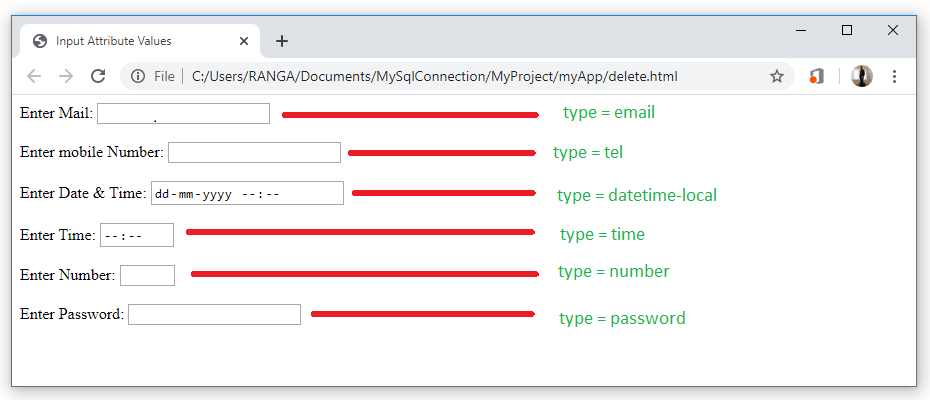 Input Attribute Values
File | C:/Users/RANGA/Documents/MySqlConnection/MyProject/myApp/delete.html
Enter Mail: . type = email
Enter mobile Number: type = tel
Enter Date & Time: dd-mm-yyyy --:-- type = datetime-local
Enter Time: --:-- type = time
Enter Number: type = number
Enter Password: type = password